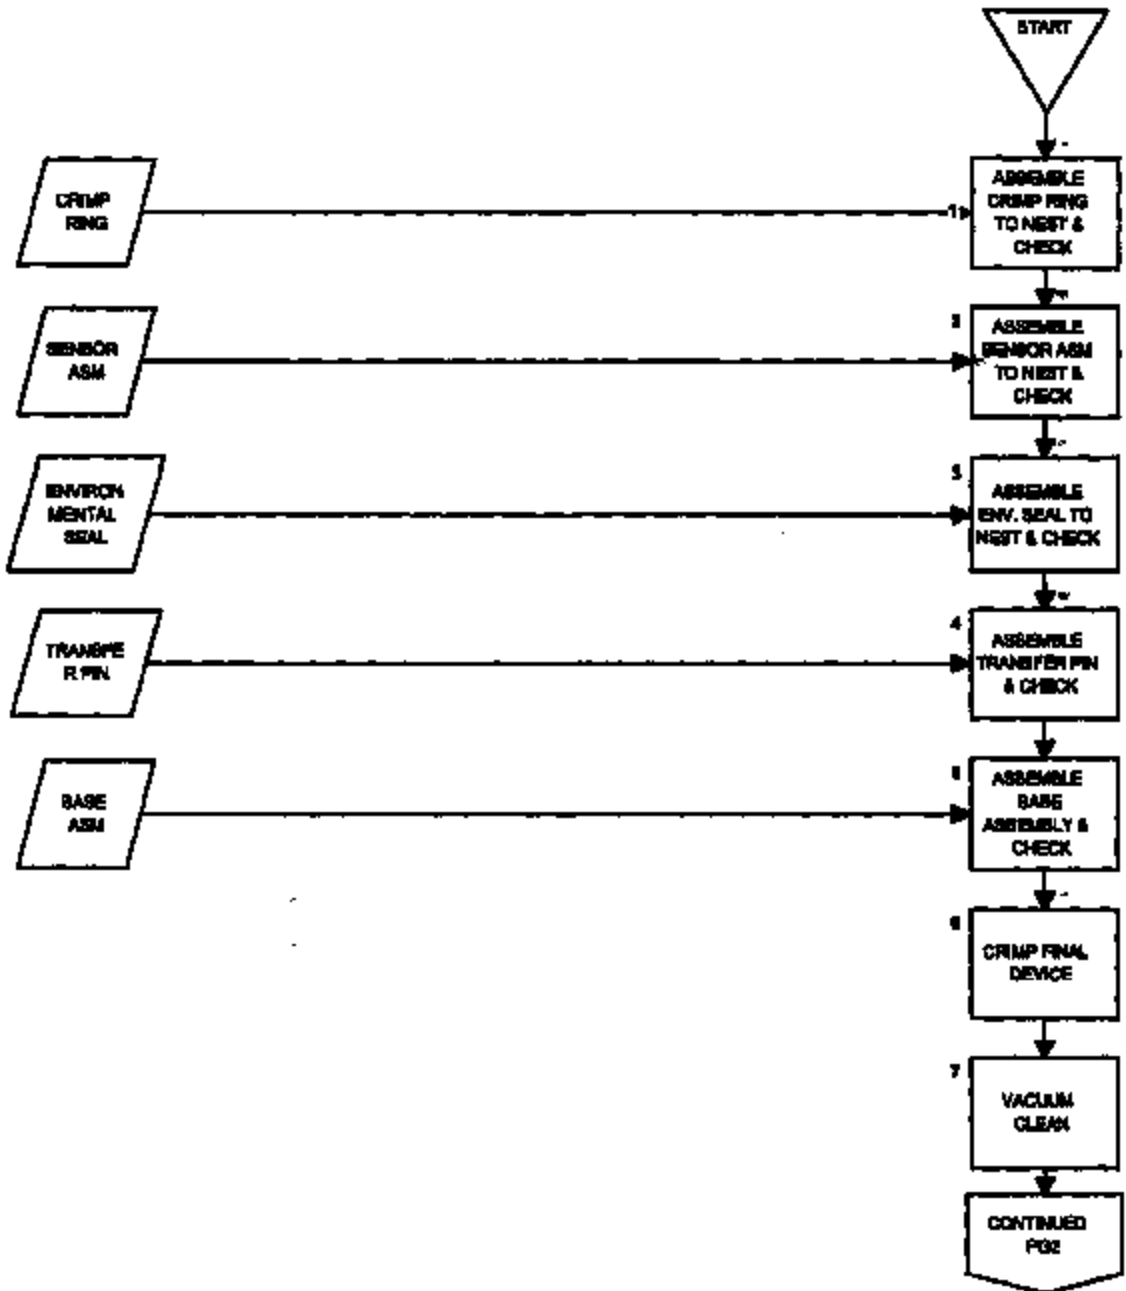 START
CRIMP
RING
1
ASSEMBLE
CRIMP RING
TO NEST &
CHECK
SENSOR
ASM
2
ASSEMBLE
SENSOR ASM
TO NEST &
CHECK
ENVIRON
MENTAL
SEAL
3
ASSEMBLE
ENV. SEAL TO
NEST & CHECK
TRANSFE
R PIN
4
ASSEMBLE
TRANSFER PIN
& CHECK
BASE
ASM
5
ASSEMBLE
BASE
ASSEMBLY &
CHECK
6
CRIMP FINAL
DEVICE
7
VACUUM
CLEAN
CONTINUED
PG2